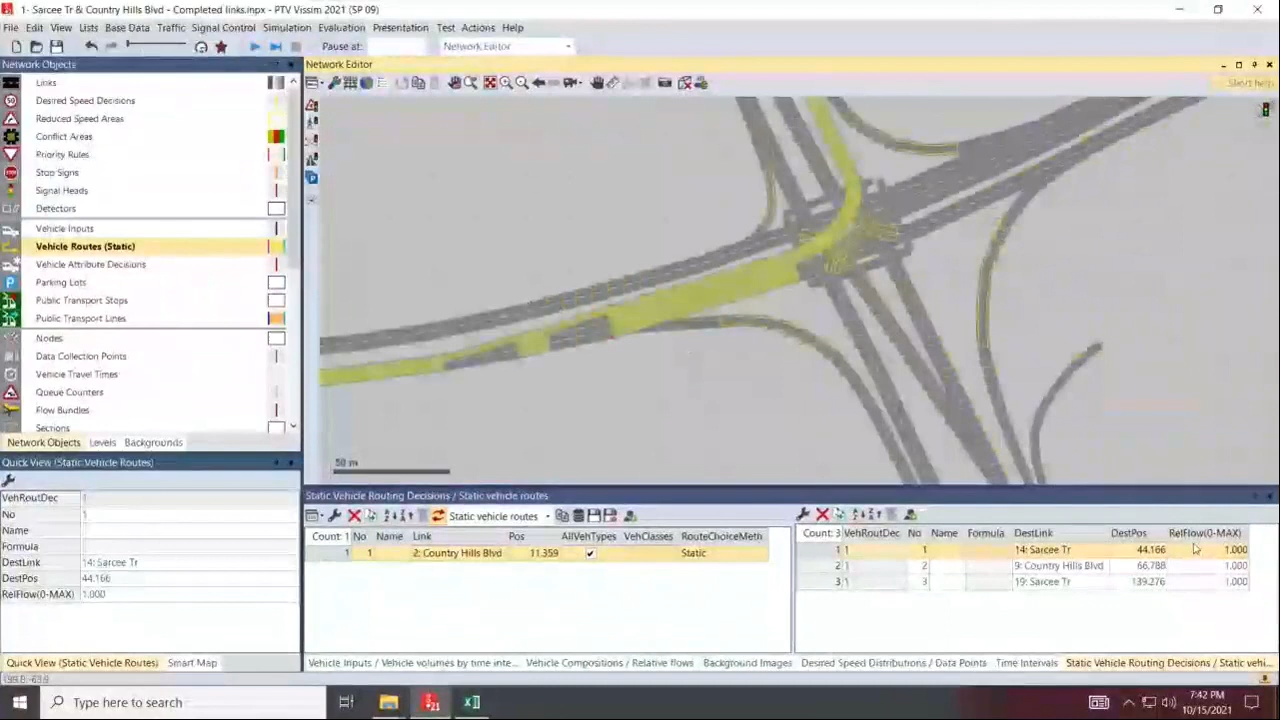 1- Sarcee Tr & Country Hills Blvd - Completed links.inpx - PTV Vissim 2021 (SP 09)
File Edit View Lists Base Data Traffic Signal Control Simulation Evaluation Presentation Test Actions Help
Pause at: Network Editor
Network Objects
Links
Desired Speed Decisions
Reduced Speed Areas
Conflict Areas
Priority Rules
Stop Signs
Signal Heads
Detectors
Vehicle Inputs
Vehicle Routes (Static)
Vehicle Attribute Decisions
Parking Lots
Public Transport Stops
Public Transport Lines
Nodes
Data Collection Points
Vehicle Travel Times
Queue Counters
Flow Bundles
Sections
Network Objects Levels Backgrounds
Quick View (Static Vehicle Routes)
VehRoutDec 1
No 1
Name
Formula
DestLink 14: Sarcee Tr
DestPos 44.166
RelFlow(0-MAX) 1.000
Quick View (Static Vehicle Routes) Smart Map
Network Editor
Short help
50 m
Static Vehicle Routing Decisions / Static vehicle routes
Static vehicle routes
Count: 1 No Name Link Pos AllVehTypes VehClasses RouteChoiceMeth
1 1 2: Country Hills Blvd 11.359 Static
Count: 3 VehRoutDec No Name Formula DestLink DestPos RelFlow(0-MAX)
1 1 1 14: Sarcee Tr 44.166 1.000
2 1 2 9: Country Hills Blvd 66.788 1.000
3 1 3 19: Sarcee Tr 139.276 1.000
Vehicle Inputs / Vehicle volumes by time inte... Vehicle Compositions / Relative flows Background Images Desired Speed Distributions / Data Points Time Intervals Static Vehicle Routing Decisions / Static vehi...
Type here to search
7:42 PM
10/15/2021